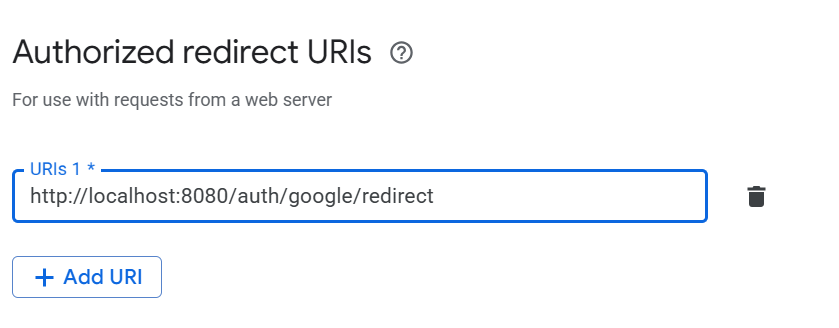 Authorized redirect URIs
For use with requests from a web server
URIs 1 *
http://localhost:8080/auth/google/redirect
+ Add URI